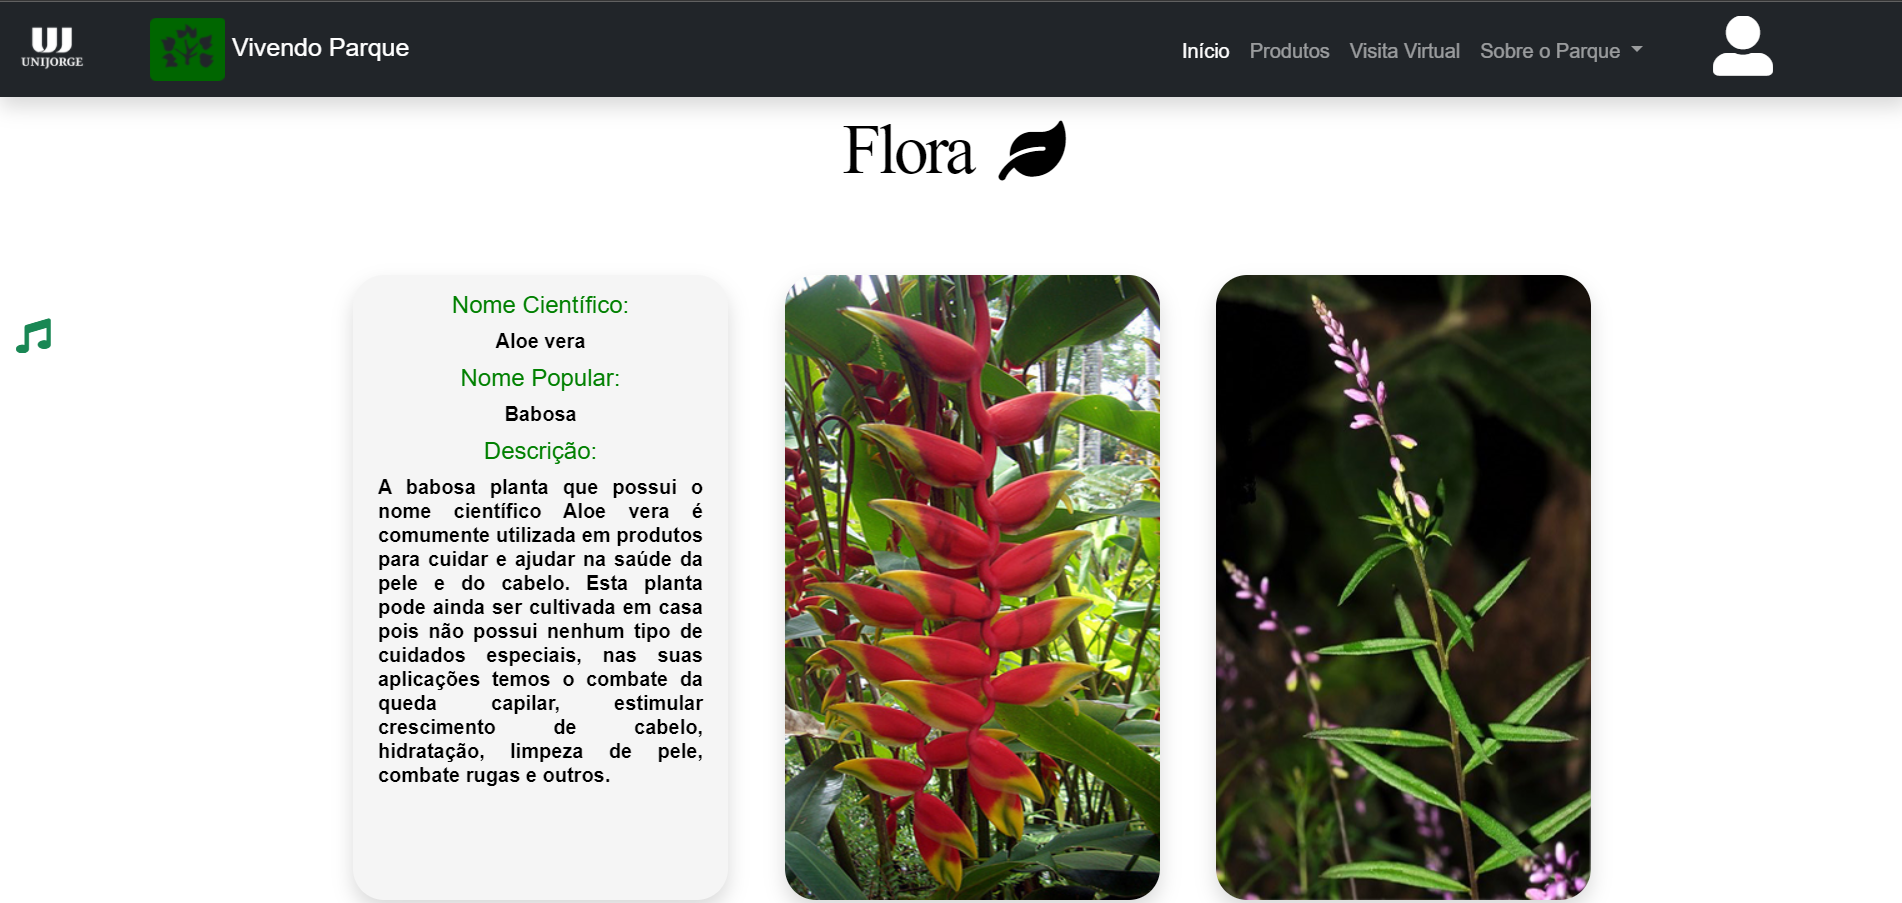 UNIJORGE
Vivendo Parque
Início
Produtos
Visita Virtual
Sobre o Parque
Flora
Nome Científico:
Aloe vera
Nome Popular:
Babosa
Descrição:
A babosa planta que possui o
nome científico Aloe vera é
comumente utilizada em produtos
para cuidar e ajudar na saúde da
pele e do cabelo. Esta planta
pode ainda ser cultivada em casa
pois não possui nenhum tipo de
cuidados especiais, nas suas
aplicações temos o combate da
queda capilar, estimular
crescimento de cabelo,
hidratação, limpeza de pele,
combate rugas e outros.